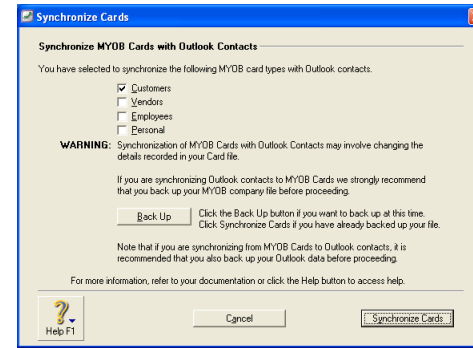 Synchronize Cards
Synchronize MYOB Cards with Outlook Contacts
You have selected to synchronize the following MYOB card types with Outlook contacts.
Customers
Vendors
Employees
Personal
WARNING: Synchronization of MYOB Cards with Outlook Contacts may involve changing the
details recorded in your Card file.
If you are synchronizing Outlook contacts to MYOB Cards we strongly recommend
that you back up your MYOB company file before proceeding.
Back Up
Click the Back Up button if you want to back up at this time.
Click Synchronize Cards if you have already backed up your file.
Note that if you are synchronizing from MYOB Cards to Outlook contacts, it is
recommended that you also back up your Outlook data before proceeding.
For more information, refer to your documentation or click the Help button to access help.
Help F1
Cancel
Synchronize Cards